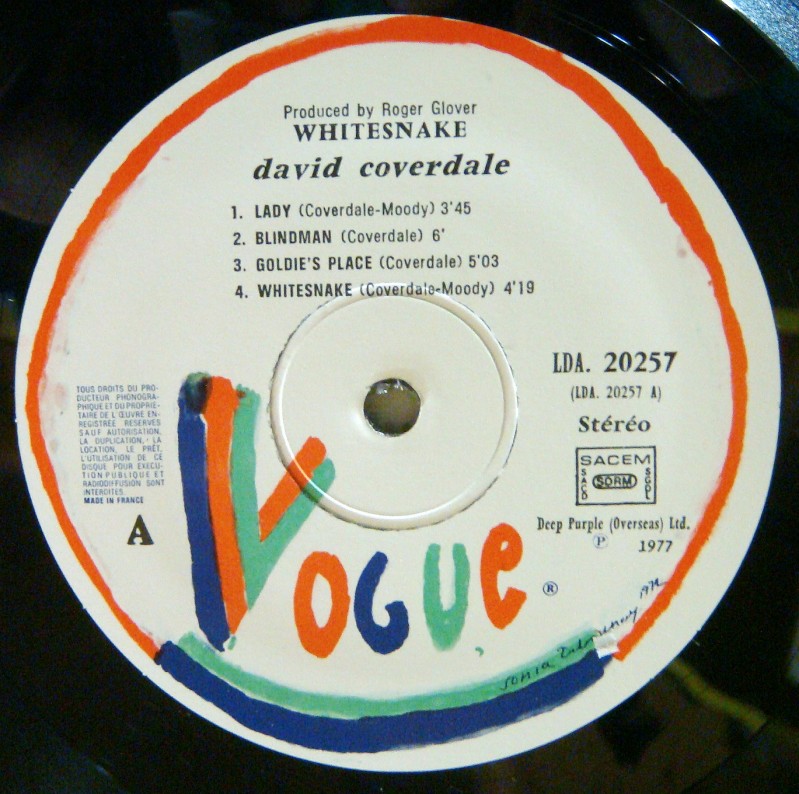 Produced by Roger Glover
WHITESNAKE
david coverdale
1. LADY (Coverdale-Moody) 3'45
2. BLINDMAN (Coverdale) 6'
3. GOLDIE'S PLACE (Coverdale) 5'03
4. WHITESNAKE (Coverdale-Moody) 4'19
LDA. 20257
(LDA. 20257 A)
Stéréo
SACEM
SACD SDRM SGDL
Deep Purple (Overseas) Ltd.
Ⓟ 1977
TOUS DROITS DU PRO-
DUCTEUR PHONOGRA-
PHIQUE ET DU PROPRIE-
TAIRE DE L'ŒUVRE EN-
REGISTRÉE RESERVES
SAUF AUTORISATION,
LA DUPLICATION, LA
LOCATION, LE PRÊT,
L'UTILISATION DE CE
DISQUE POUR EXECU-
TION PUBLIQUE ET
RADIODIFFUSION SONT
INTERDITES.
MADE IN FRANCE
A
VOGUE ®
sonia